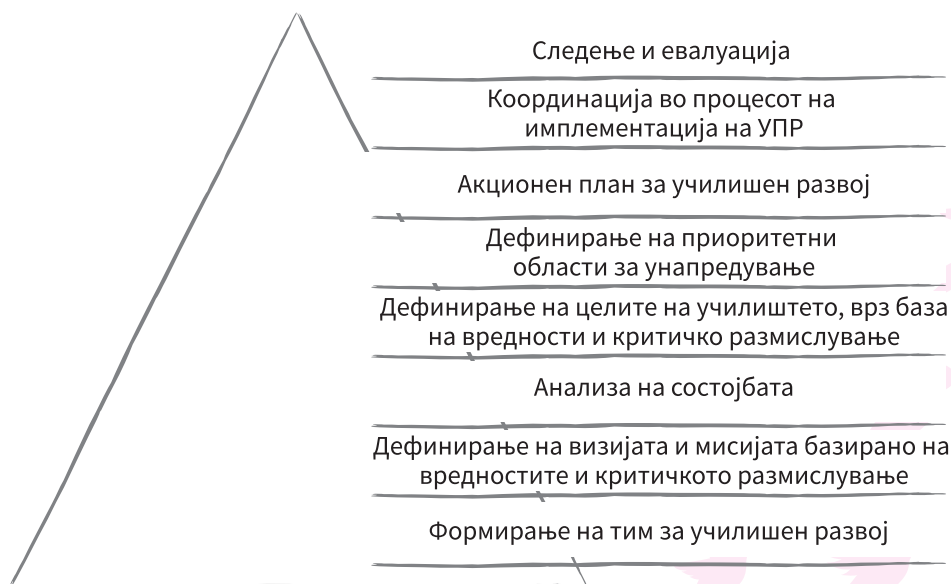 Следење и евалуација
Координација во процесот на
имплементација на УПР
Акционен план за училишен развој
Дефинирање на приоритетни
области за унапредување
Дефинирање на целите на училиштето, врз база
на вредности и критичко размислување
Анализа на состојбата
Дефинирање на визијата и мисијата базирано на
вредностите и критичкото размислување
Формирање на тим за училишен развој